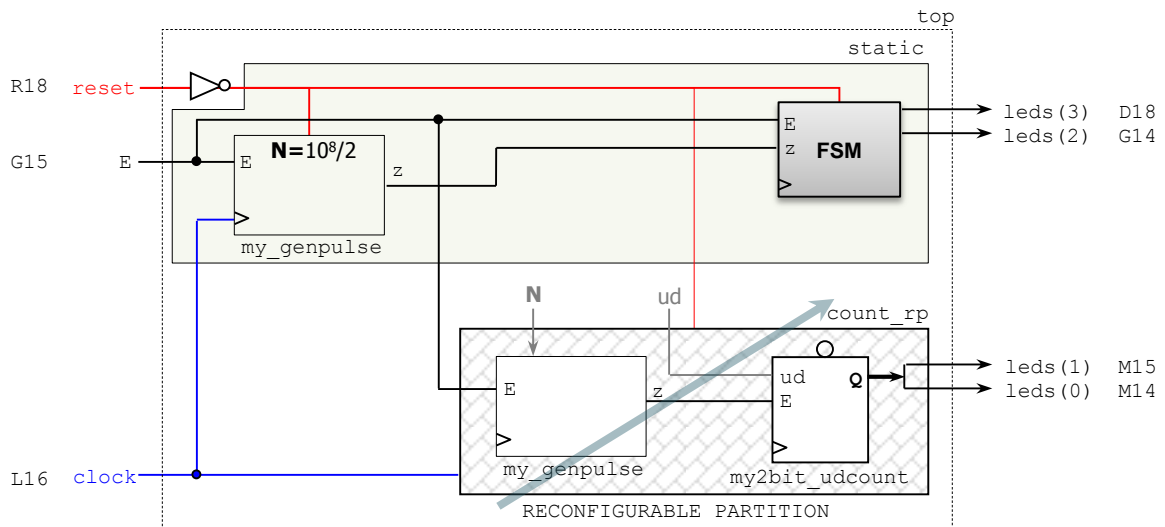 top
static
R18 reset
leds(3) D18
leds(2) G14
G15 E
E N=10⁸/2 z
my_genpulse
E
z FSM
N ud
count_rp
E z
ud Q
E
my_genpulse
my2bit_udcount
leds(1) M15
leds(0) M14
L16 clock
RECONFIGURABLE PARTITION